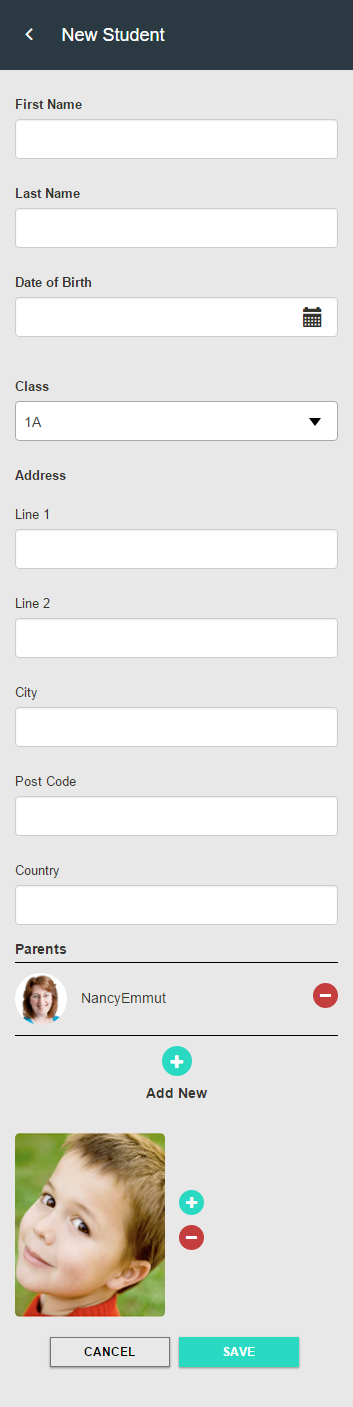 New Student
First Name
Last Name
Date of Birth
Class
1A
Address
Line 1
Line 2
City
Post Code
Country
Parents
NancyEmmut
Add New
CANCEL SAVE